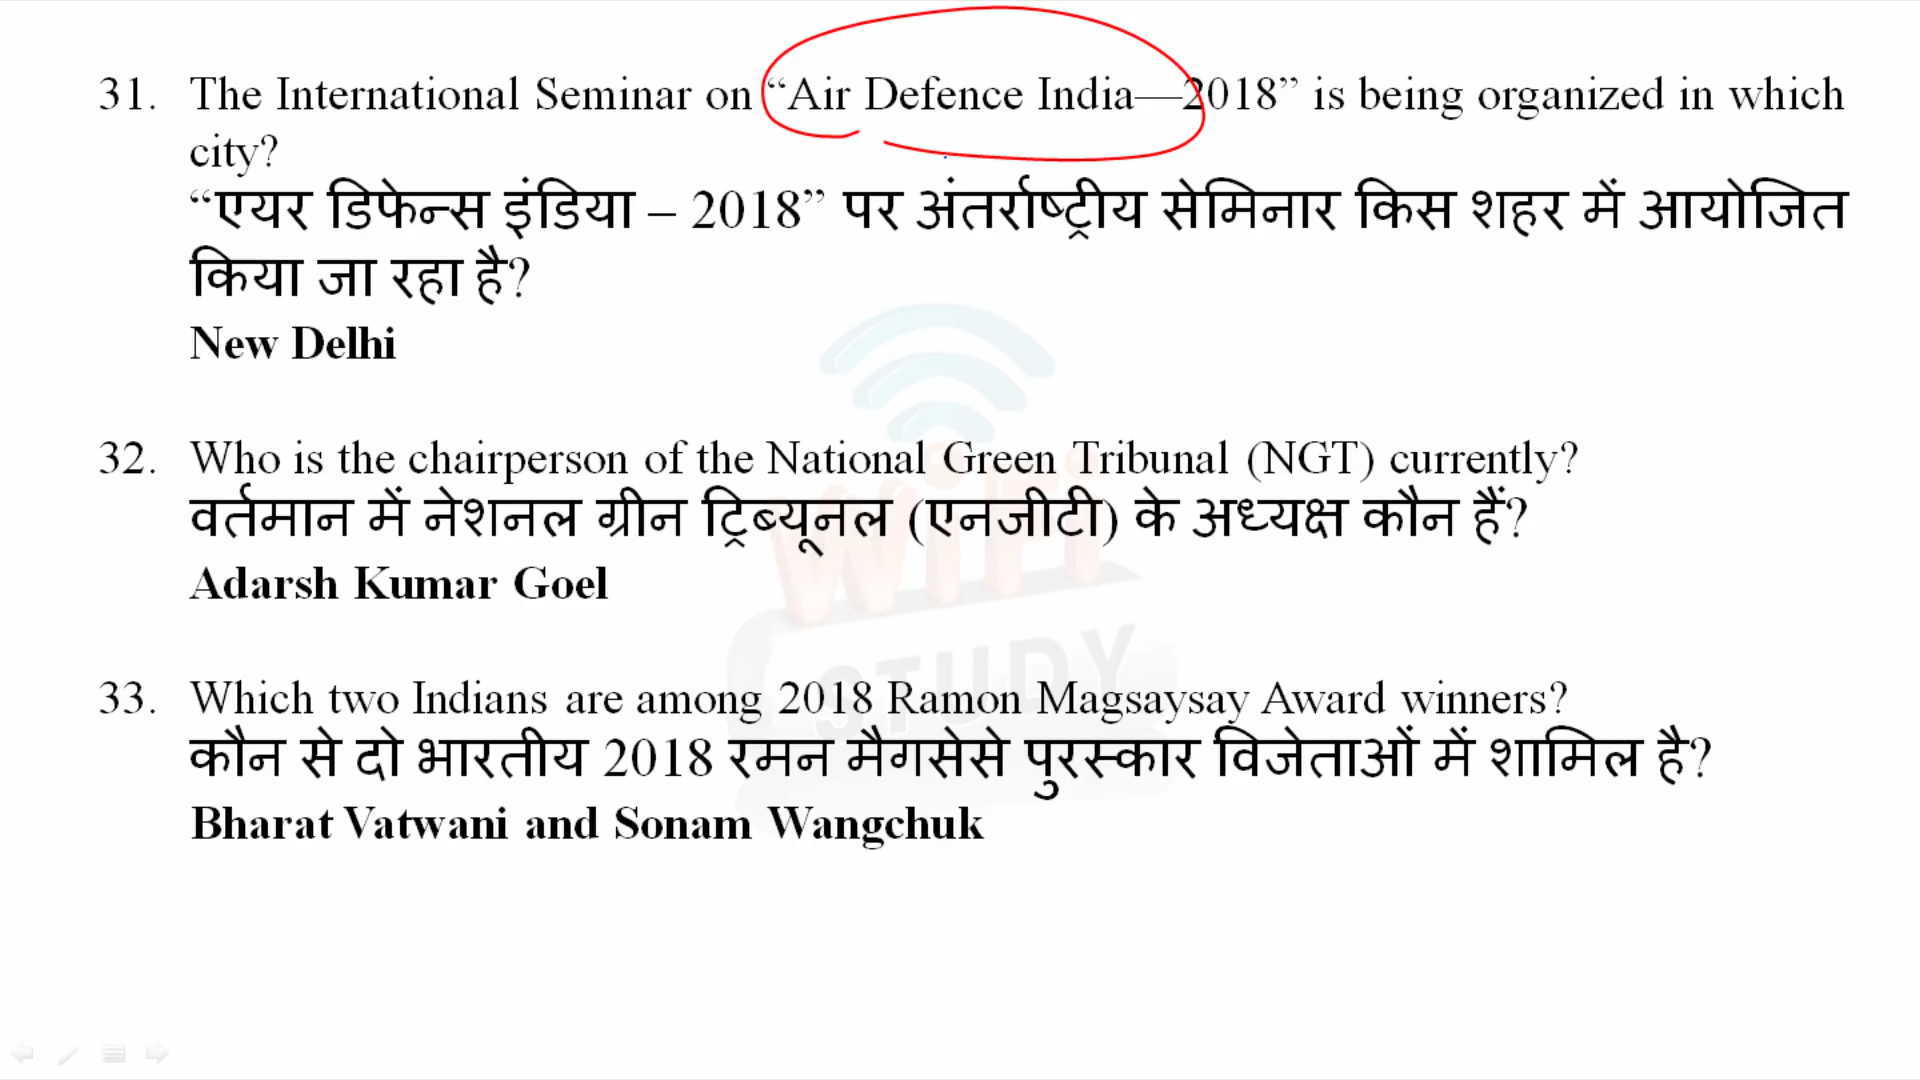 31. The International Seminar on “Air Defence India—2018” is being organized in which
city?
“एयर डिफेन्स इंडिया – 2018” पर अंतर्राष्ट्रीय सेमिनार किस शहर में आयोजित
किया जा रहा है?
New Delhi
32. Who is the chairperson of the National Green Tribunal (NGT) currently?
वर्तमान में नेशनल ग्रीन ट्रिब्यूनल (एनजीटी) के अध्यक्ष कौन हैं?
Adarsh Kumar Goel
33. Which two Indians are among 2018 Ramon Magsaysay Award winners?
कौन से दो भारतीय 2018 रमन मैगसेसे पुरस्कार विजेताओं में शामिल है?
Bharat Vatwani and Sonam Wangchuk
WiFi
STUDY